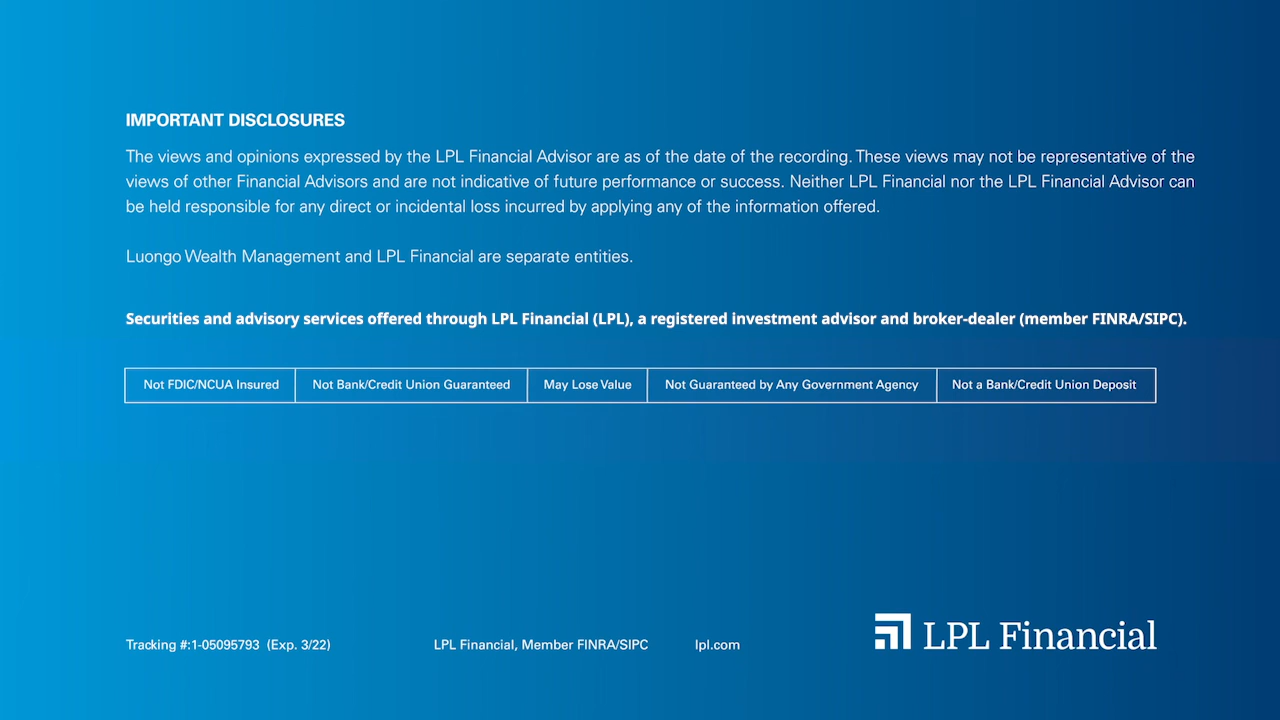 IMPORTANT DISCLOSURES
The views and opinions expressed by the LPL Financial Advisor are as of the date of the recording. These views may not be representative of the
views of other Financial Advisors and are not indicative of future performance or success. Neither LPL Financial nor the LPL Financial Advisor can
be held responsible for any direct or incidental loss incurred by applying any of the information offered.
Luongo Wealth Management and LPL Financial are separate entities.
Securities and advisory services offered through LPL Financial (LPL), a registered investment advisor and broker-dealer (member FINRA/SIPC).
Not FDIC/NCUA Insured Not Bank/Credit Union Guaranteed May Lose Value Not Guaranteed by Any Government Agency Not a Bank/Credit Union Deposit
Tracking #:1-05095793 (Exp. 3/22) LPL Financial, Member FINRA/SIPC lpl.com LPL Financial